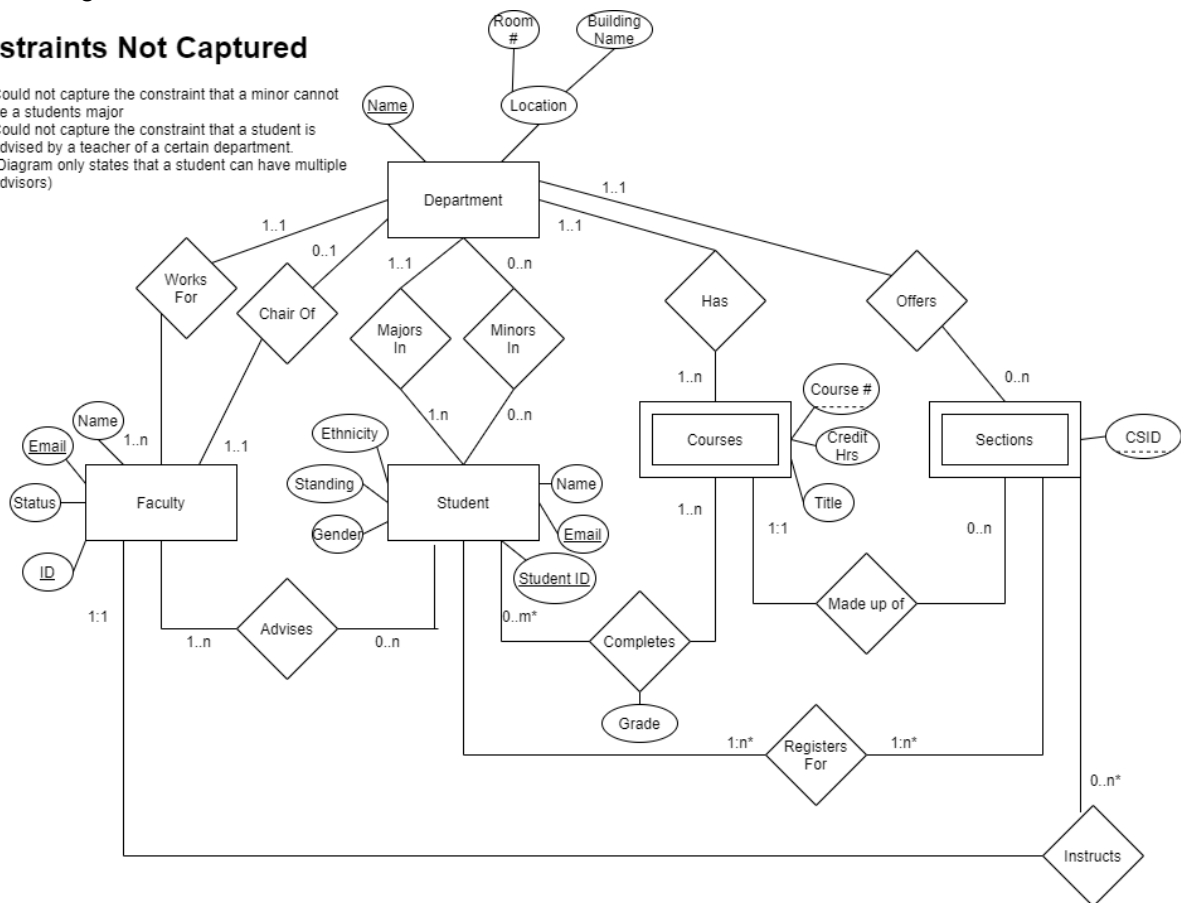 straints Not Captured
ould not capture the constraint that a minor cannot
e a students major
ould not capture the constraint that a student is
dvised by a teacher of a certain department.
Diagram only states that a student can have multiple
dvisors)
Room
#
Building
Name
Name
Location
Department
1..1
1..1
1..1
0..1
1..1
0..n
Works
For
Chair Of
Majors
In
Minors
In
Has
Offers
1..n
0..n
Course #
Name
1..n
Email
1..1
Ethnicity
1.n
0..n
Courses
Credit
Hrs
Sections
CSID
Status
Faculty
Standing
Student
Name
Title
Gender
Email
1..n
1:1
0..n
ID
Student ID
1:1
1..n
Advises
0..n
0..m*
Completes
Made up of
Grade
1:n*
Registers
For
1:n*
0..n*
Instructs